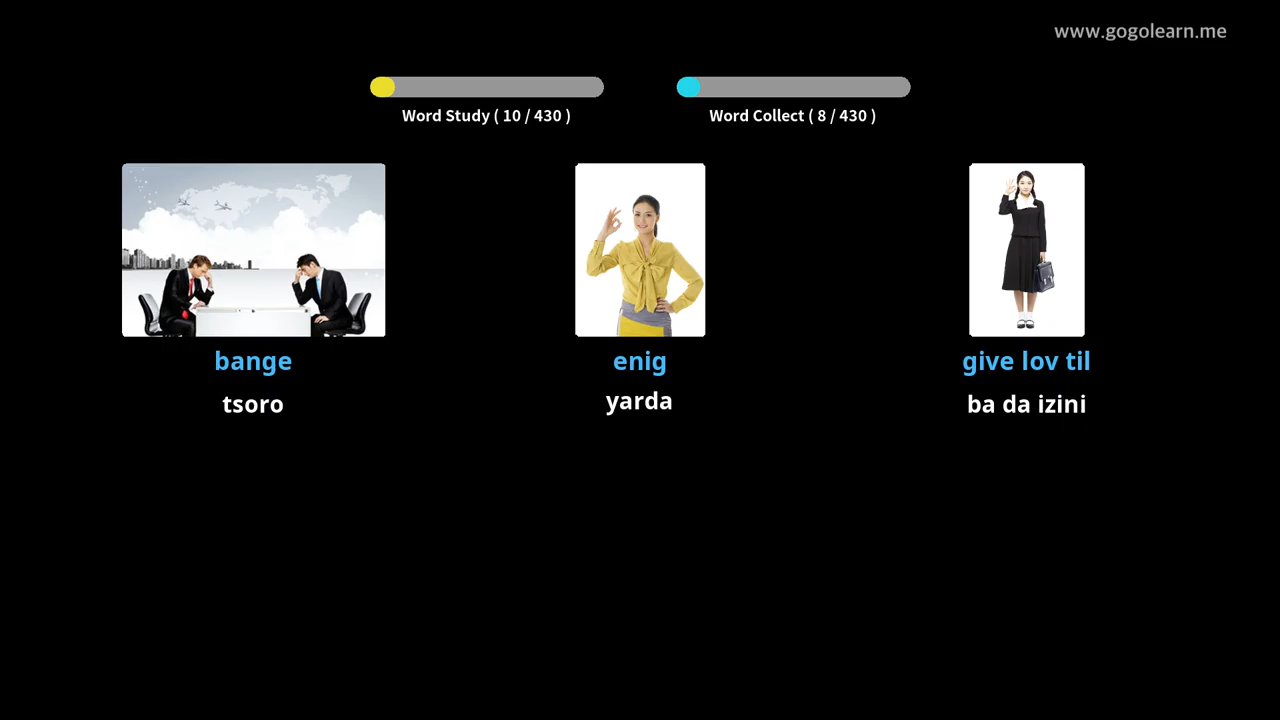 www.gogolearn.me
Word Study ( 10 / 430 )
Word Collect ( 8 / 430 )
bange
enig
give lov til
tsoro
yarda
ba da izini